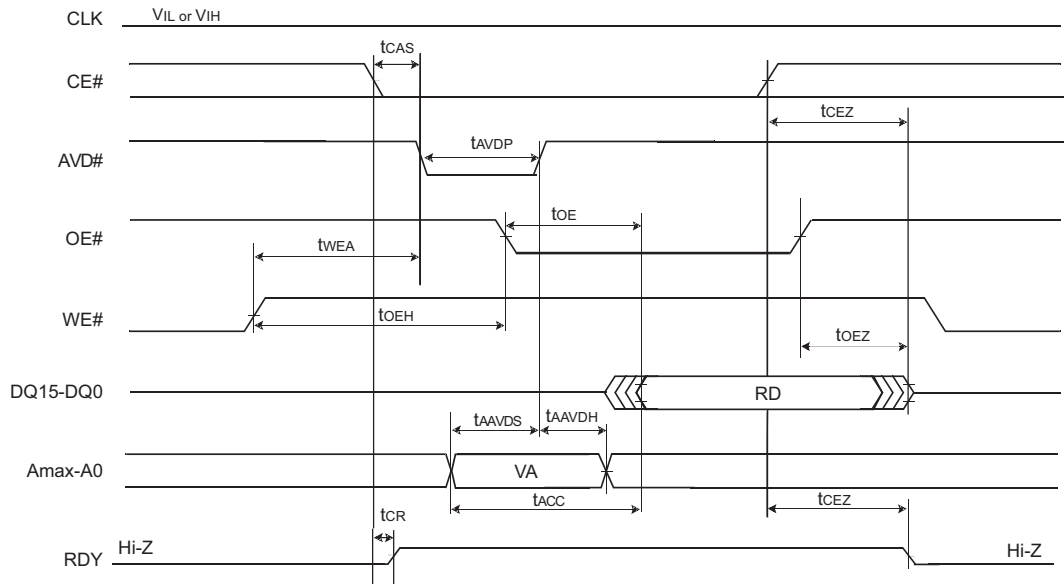 CLK VIL or VIH
tCAS
CE#
tCEZ
AVD# tAVDP
tOE
OE#
tWEA
WE# tOEH
tOEZ
DQ15-DQ0 RD
tAAVDS tAAVDH
Amax-A0 VA
tACC tCEZ
tCR
RDY Hi-Z Hi-Z